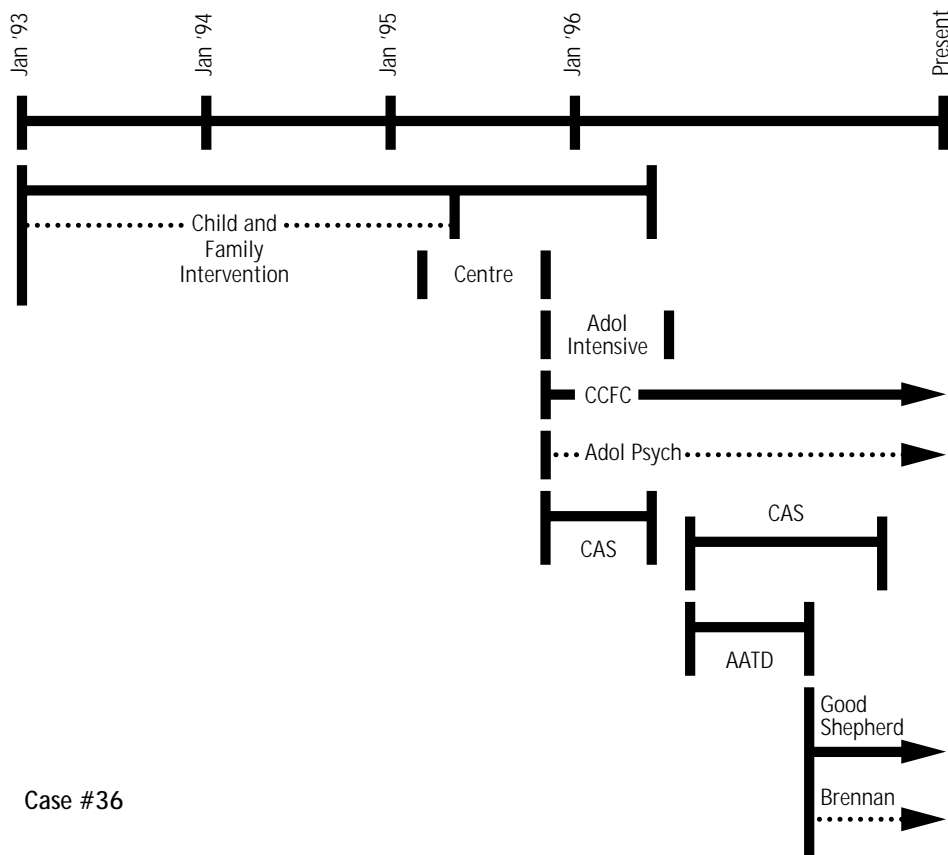 Jan '93
Jan '94
Jan '95
Jan '96
Present
Child and
Family
Intervention
Centre
Adol
Intensive
CCFC
Adol Psych
CAS
CAS
AATD
Good
Shepherd
Brennan
Case #36